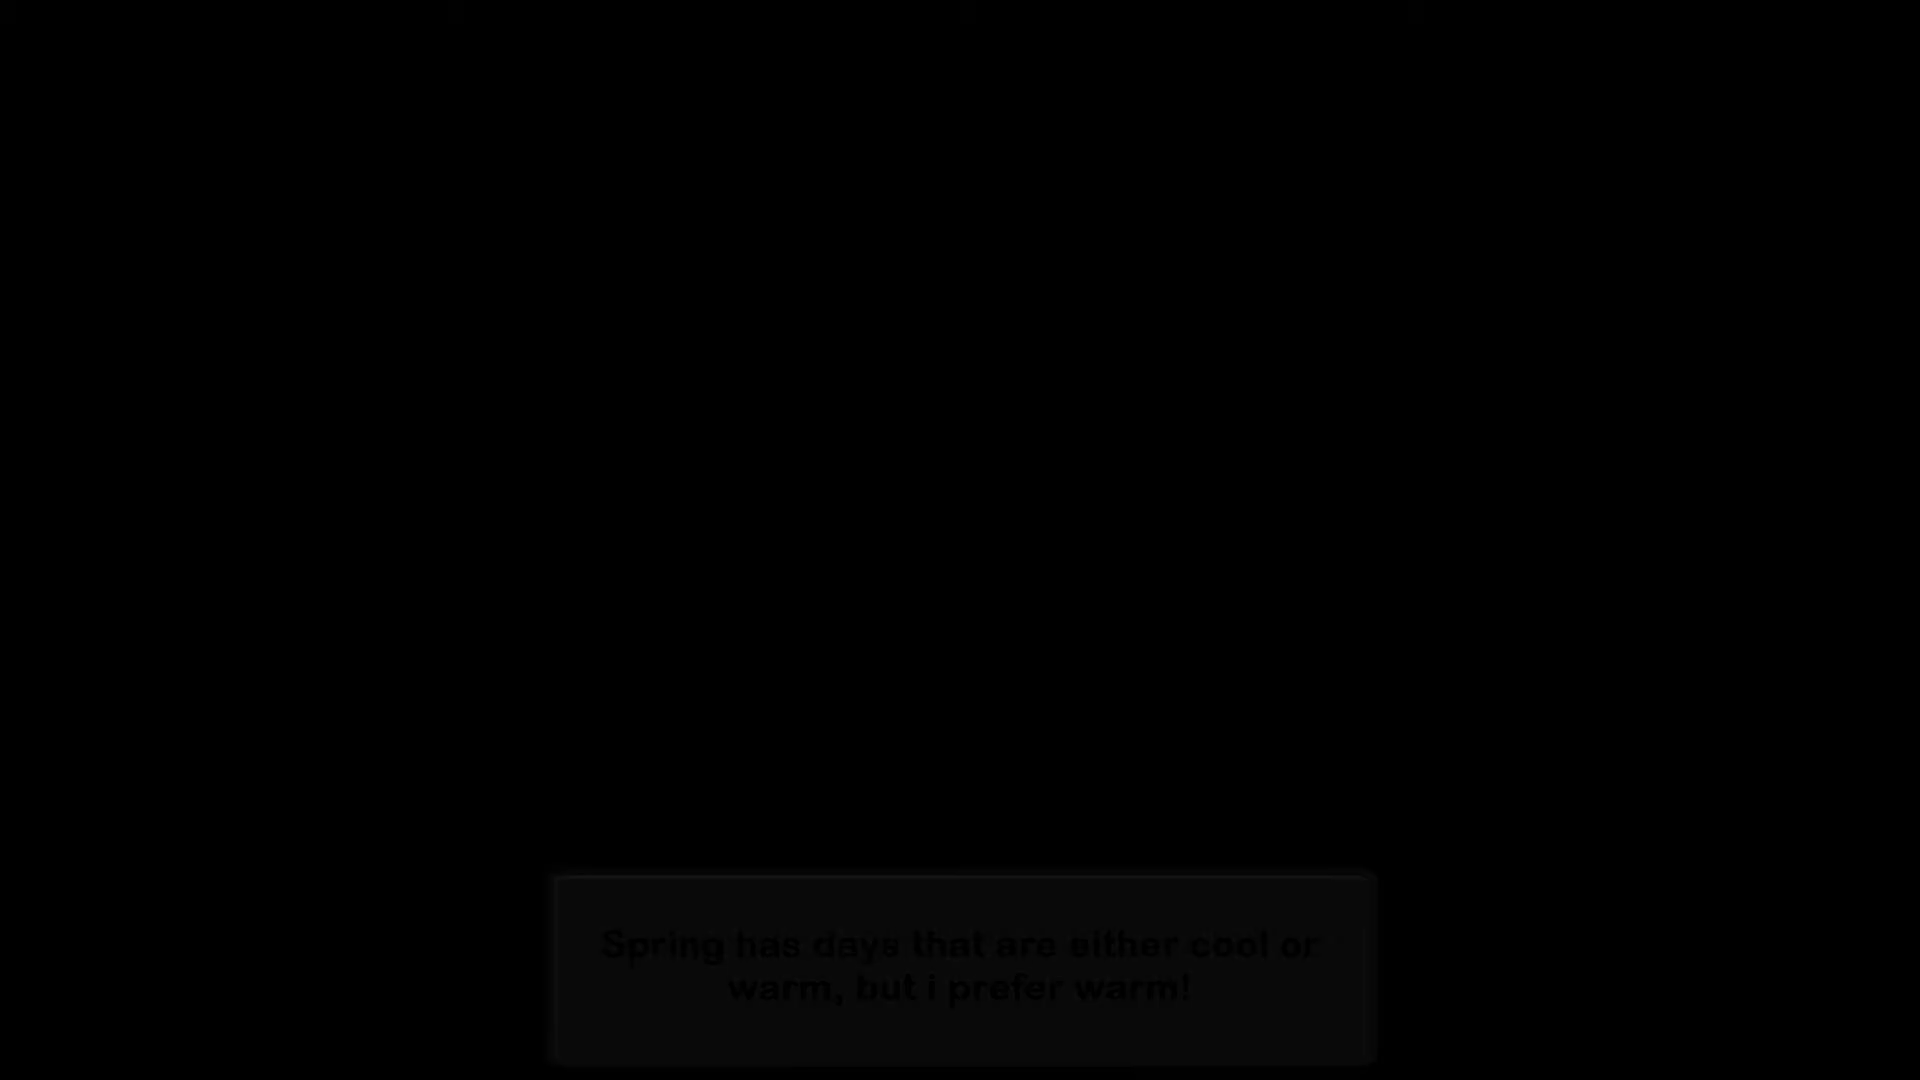 Spring has days that are either cool or
warm, but i prefer warm!